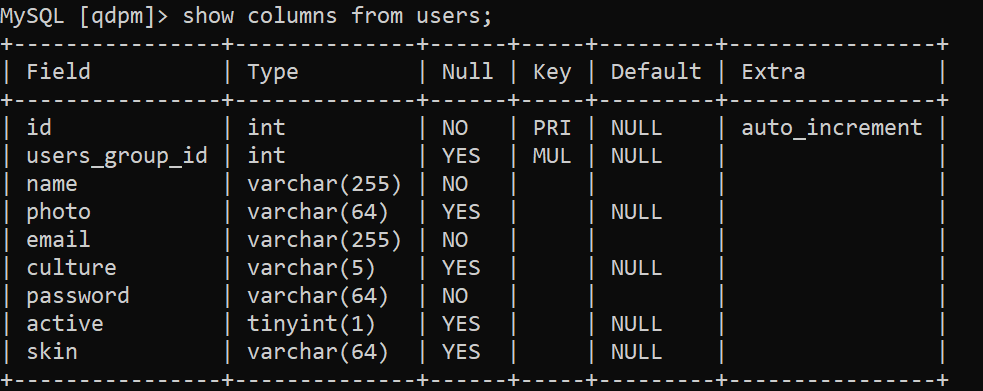 MySQL [qdpm]> show columns from users;
+----------------+--------------+------+-----+---------+----------------+
| Field          | Type         | Null | Key | Default | Extra          |
+----------------+--------------+------+-----+---------+----------------+
| id             | int          | NO   | PRI | NULL    | auto_increment |
| users_group_id | int          | YES  | MUL | NULL    |                |
| name           | varchar(255) | NO   |     |         |                |
| photo          | varchar(64)  | YES  |     | NULL    |                |
| email          | varchar(255) | NO   |     |         |                |
| culture        | varchar(5)   | YES  |     | NULL    |                |
| password       | varchar(64)  | NO   |     |         |                |
| active         | tinyint(1)   | YES  |     | NULL    |                |
| skin           | varchar(64)  | YES  |     | NULL    |                |
+----------------+--------------+------+-----+---------+----------------+